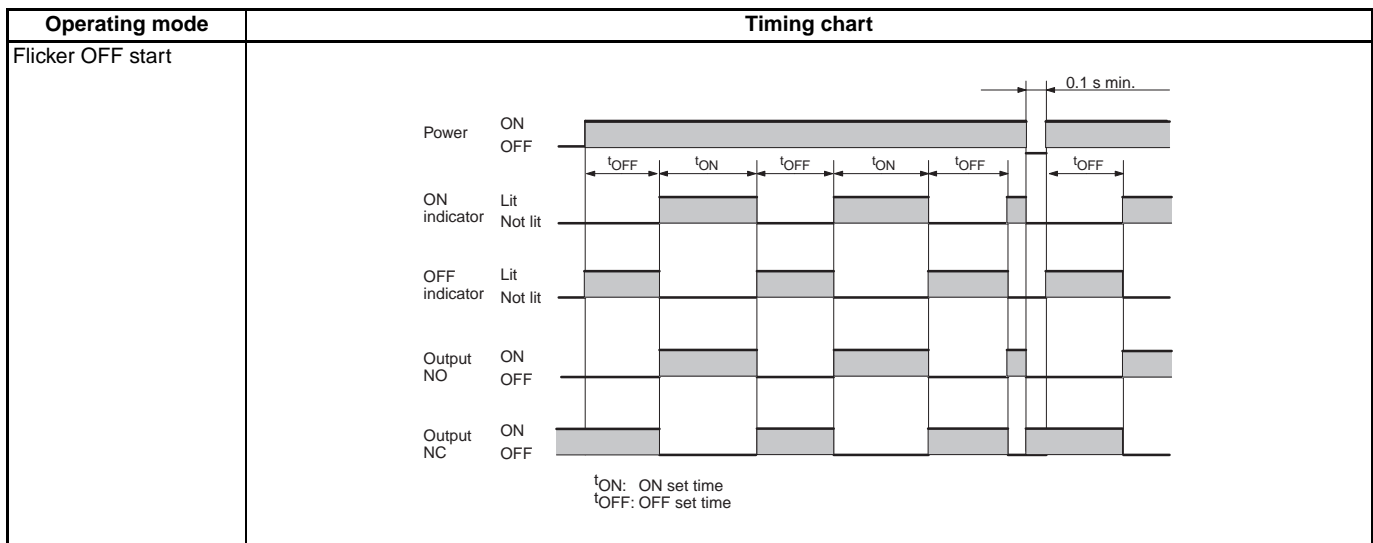 Operating mode
Timing chart
Flicker OFF start
0.1 s min.
Power ON
OFF
tOFF tON tOFF tON tOFF tOFF
ON indicator Lit
Not lit
OFF indicator Lit
Not lit
Output NO ON
OFF
Output NC ON
OFF
tON: ON set time
tOFF: OFF set time